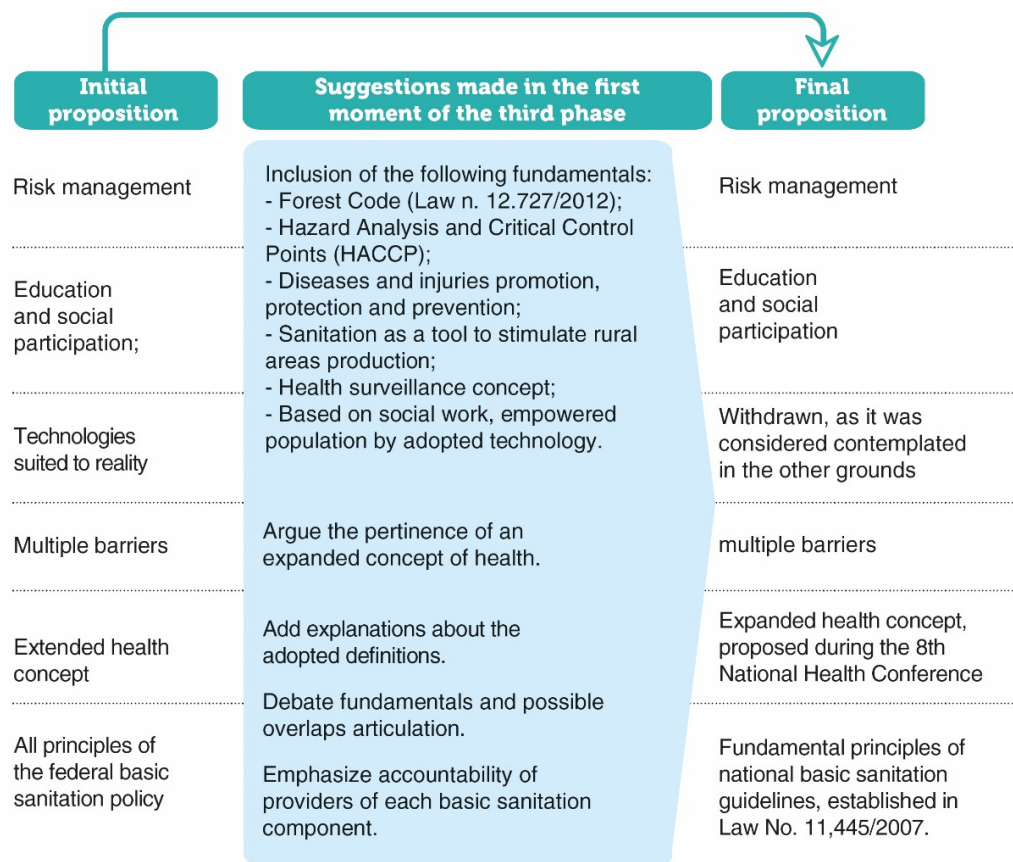 Initial
proposition
Suggestions made in the first
moment of the third phase
Final
proposition
Risk management
Education
and social
participation;
Technologies
suited to reality
Multiple barriers
Extended health
concept
All principles of
the federal basic
sanitation policy
Inclusion of the following fundamentals:
- Forest Code (Law n. 12.727/2012);
- Hazard Analysis and Critical Control
Points (HACCP);
- Diseases and injuries promotion,
protection and prevention;
- Sanitation as a tool to stimulate rural
areas production;
- Health surveillance concept;
- Based on social work, empowered
population by adopted technology.
Argue the pertinence of an
expanded concept of health.
Add explanations about the
adopted definitions.
Debate fundamentals and possible
overlaps articulation.
Emphasize accountability of
providers of each basic sanitation
component.
Risk management
Education
and social
participation
Withdrawn, as it was
considered contemplated
in the other grounds
multiple barriers
Expanded health concept,
proposed during the 8th
National Health Conference
Fundamental principles of
national basic sanitation
guidelines, established in
Law No. 11,445/2007.